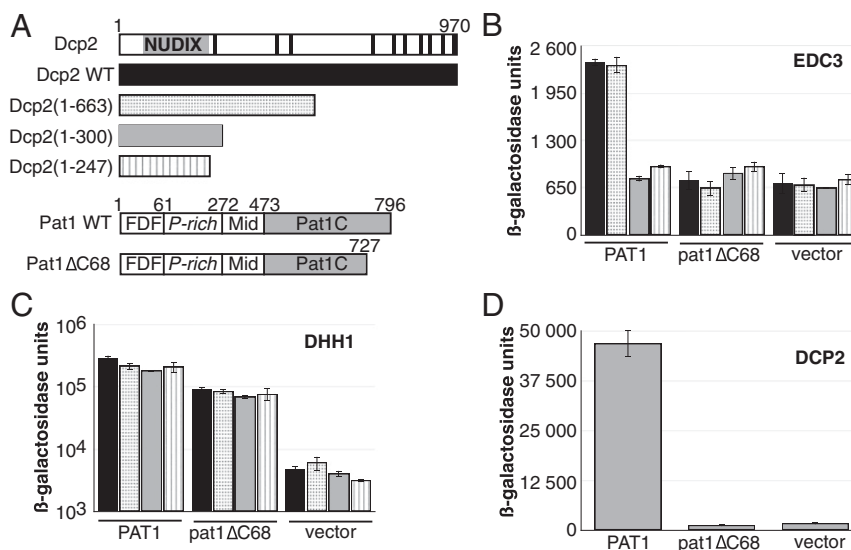 A
1 970
Dcp2 NUDIX
Dcp2 WT
Dcp2(1-663)
Dcp2(1-300)
Dcp2(1-247)
1 61 272 473 796
Pat1 WT FDF P-rich Mid Pat1C
727
Pat1ΔC68 FDF P-rich Mid Pat1C
B
EDC3
ß-galactosidase units
2 600
1 950
1 300
650
0
PAT1 pat1ΔC68 vector
C
DHH1
ß-galactosidase units
10⁶
10⁵
10⁴
10³
PAT1 pat1ΔC68 vector
D
DCP2
ß-galactosidase units
50 000
37 500
25 000
12 500
0
PAT1 pat1ΔC68 vector